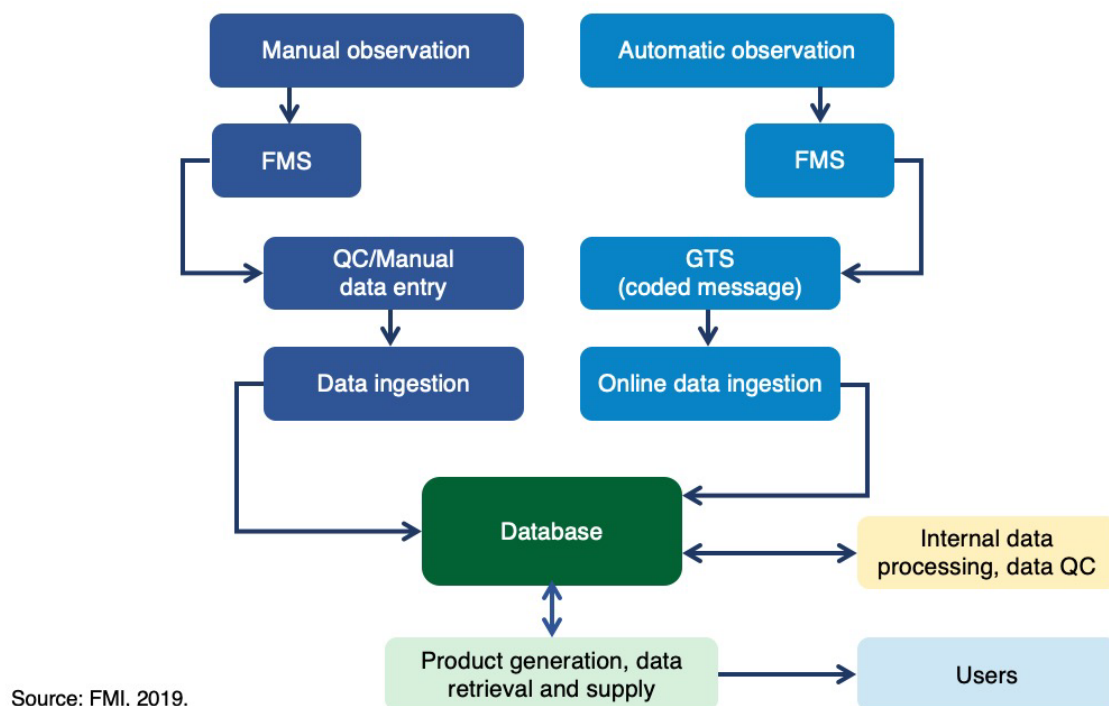 Manual observation
Automatic observation
FMS
FMS
QC/Manual
data entry
GTS
(coded message)
Data ingestion
Online data ingestion
Database
Internal data
processing, data QC
Product generation, data
retrieval and supply
Users
Source: FMI, 2019.